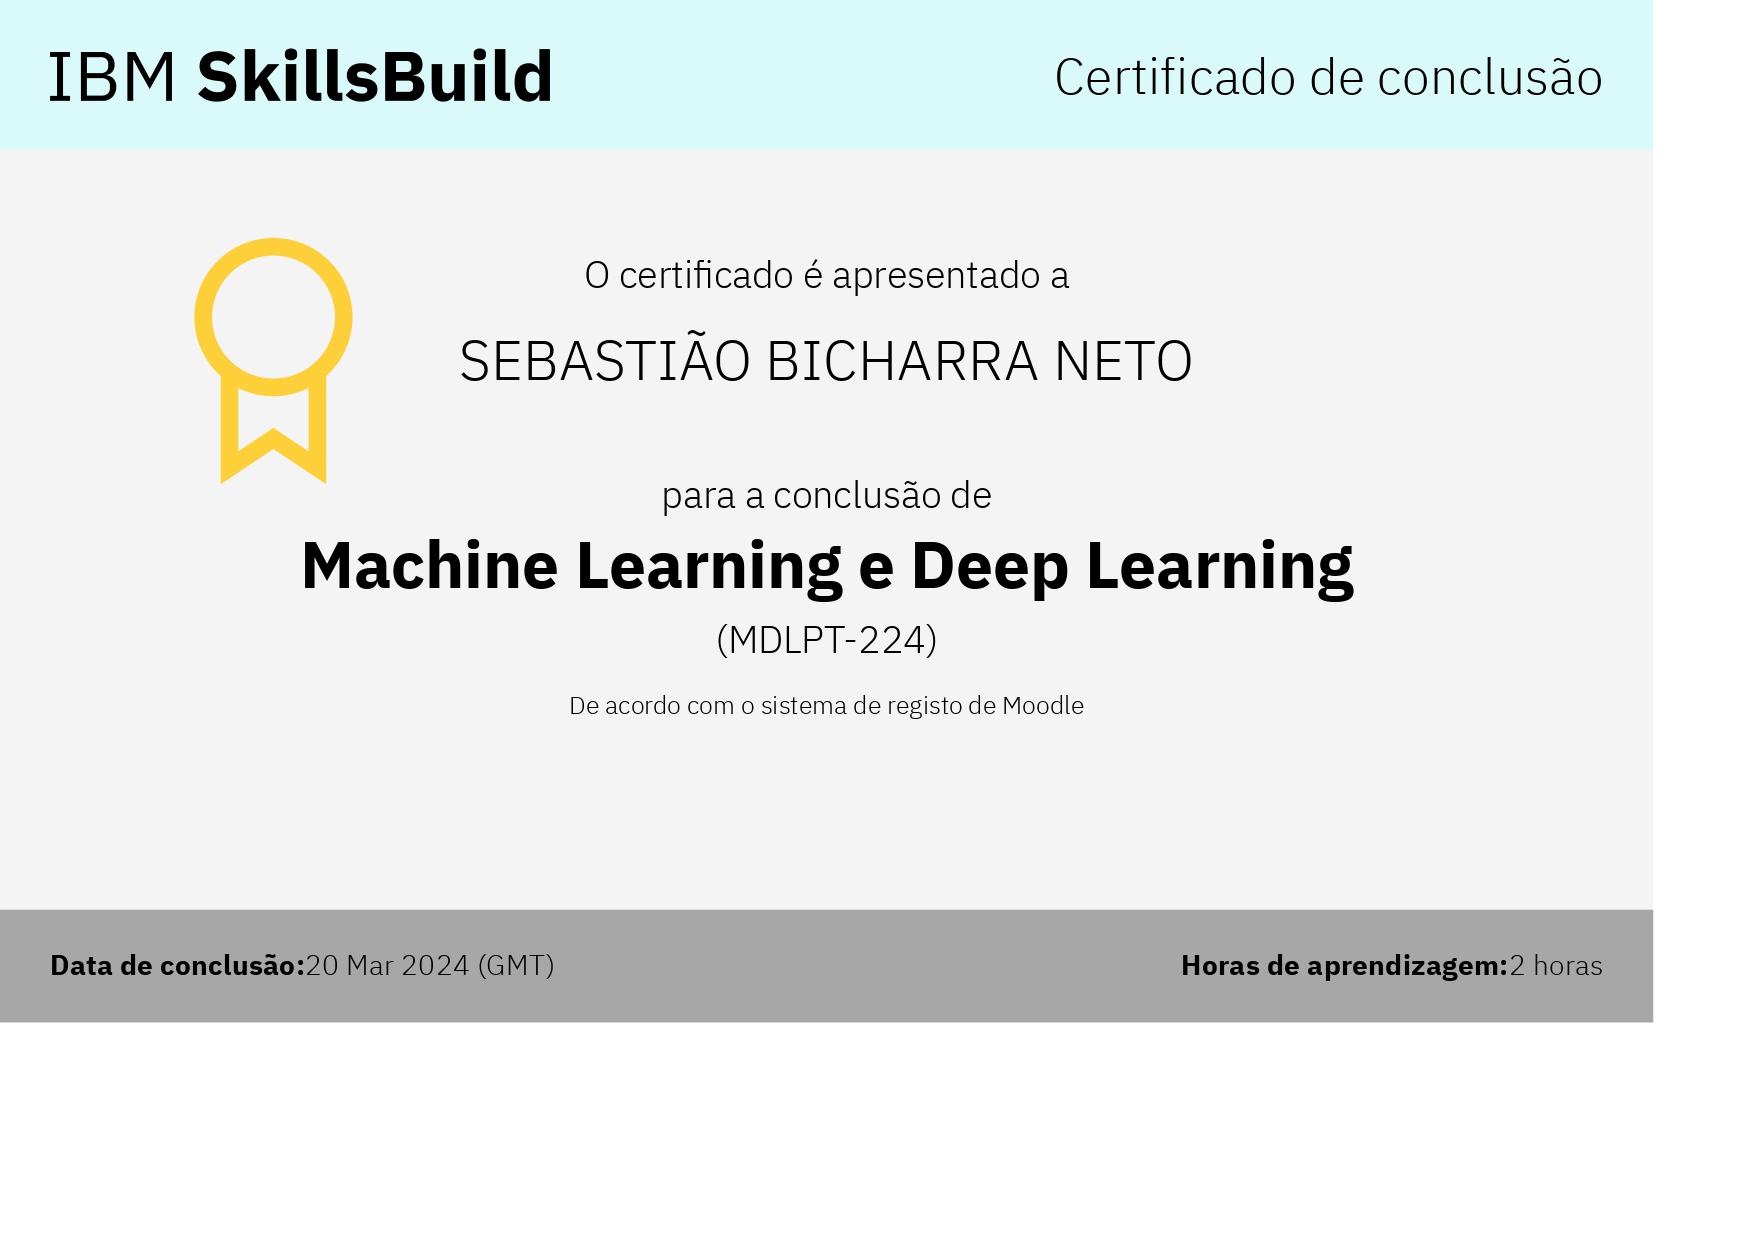 IBM SkillsBuild
Certificado de conclusão
O certificado é apresentado a
SEBASTIÃO BICHARRA NETO
para a conclusão de
Machine Learning e Deep Learning
(MDLPT-224)
De acordo com o sistema de registo de Moodle
Data de conclusão:20 Mar 2024 (GMT)
Horas de aprendizagem:2 horas